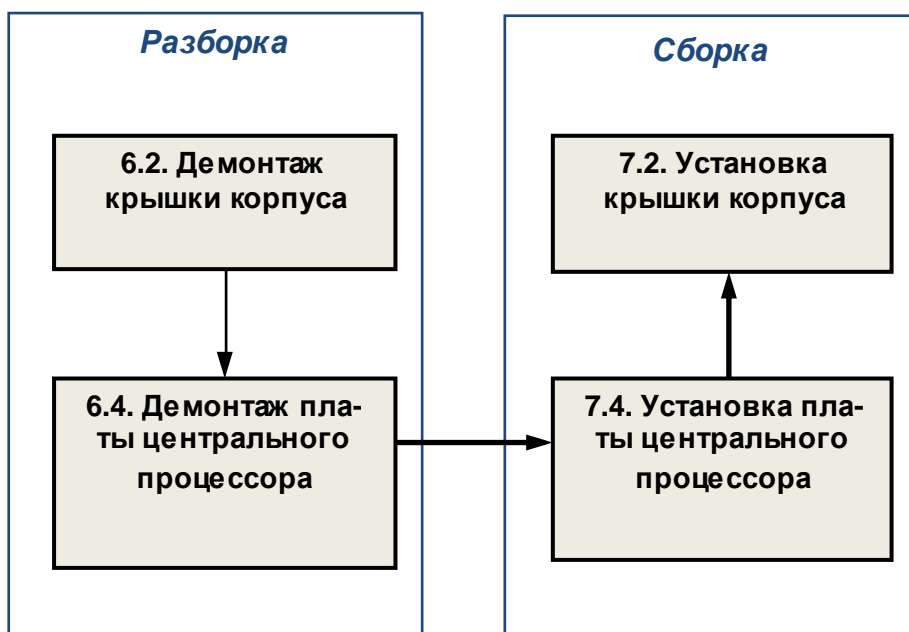 Разборка
6.2. Демонтаж
крышки корпуса
6.4. Демонтаж пла-
ты центрального
процессора
Сборка
7.2. Установка
крышки корпуса
7.4. Установка пла-
ты центрального
процессора